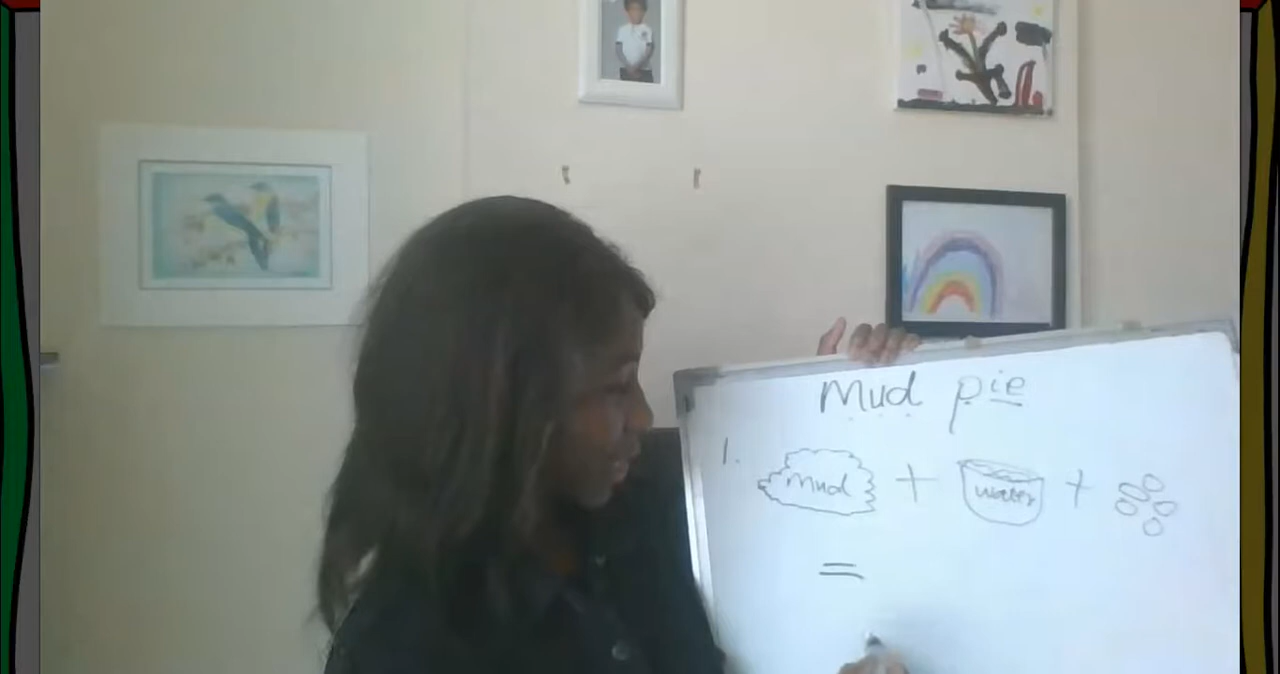 Mud pie
1. mud + water +
=